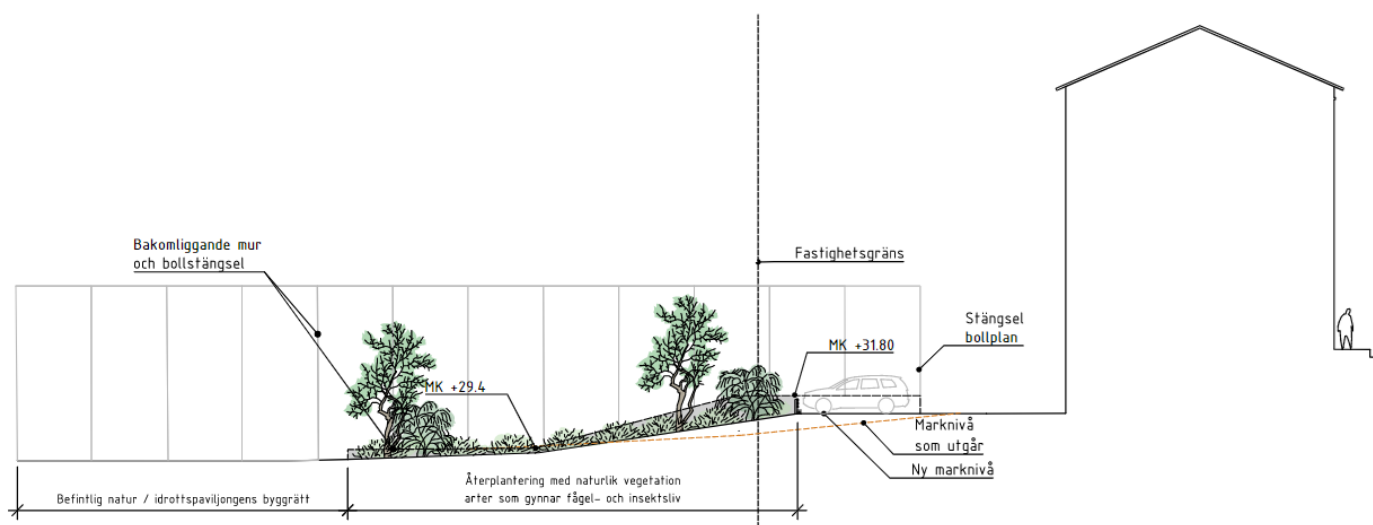 Bakomliggande mur
och bollstängsel
Fastighetsgräns
Stängsel
bollplan
MK +31.80
MK +29.4
Marknivå
som utgår
Ny marknivå
Befintlig natur / idrottspaviljongens byggrätt
Återplantering med naturlik vegetation
arter som gynnar fågel- och insektsliv